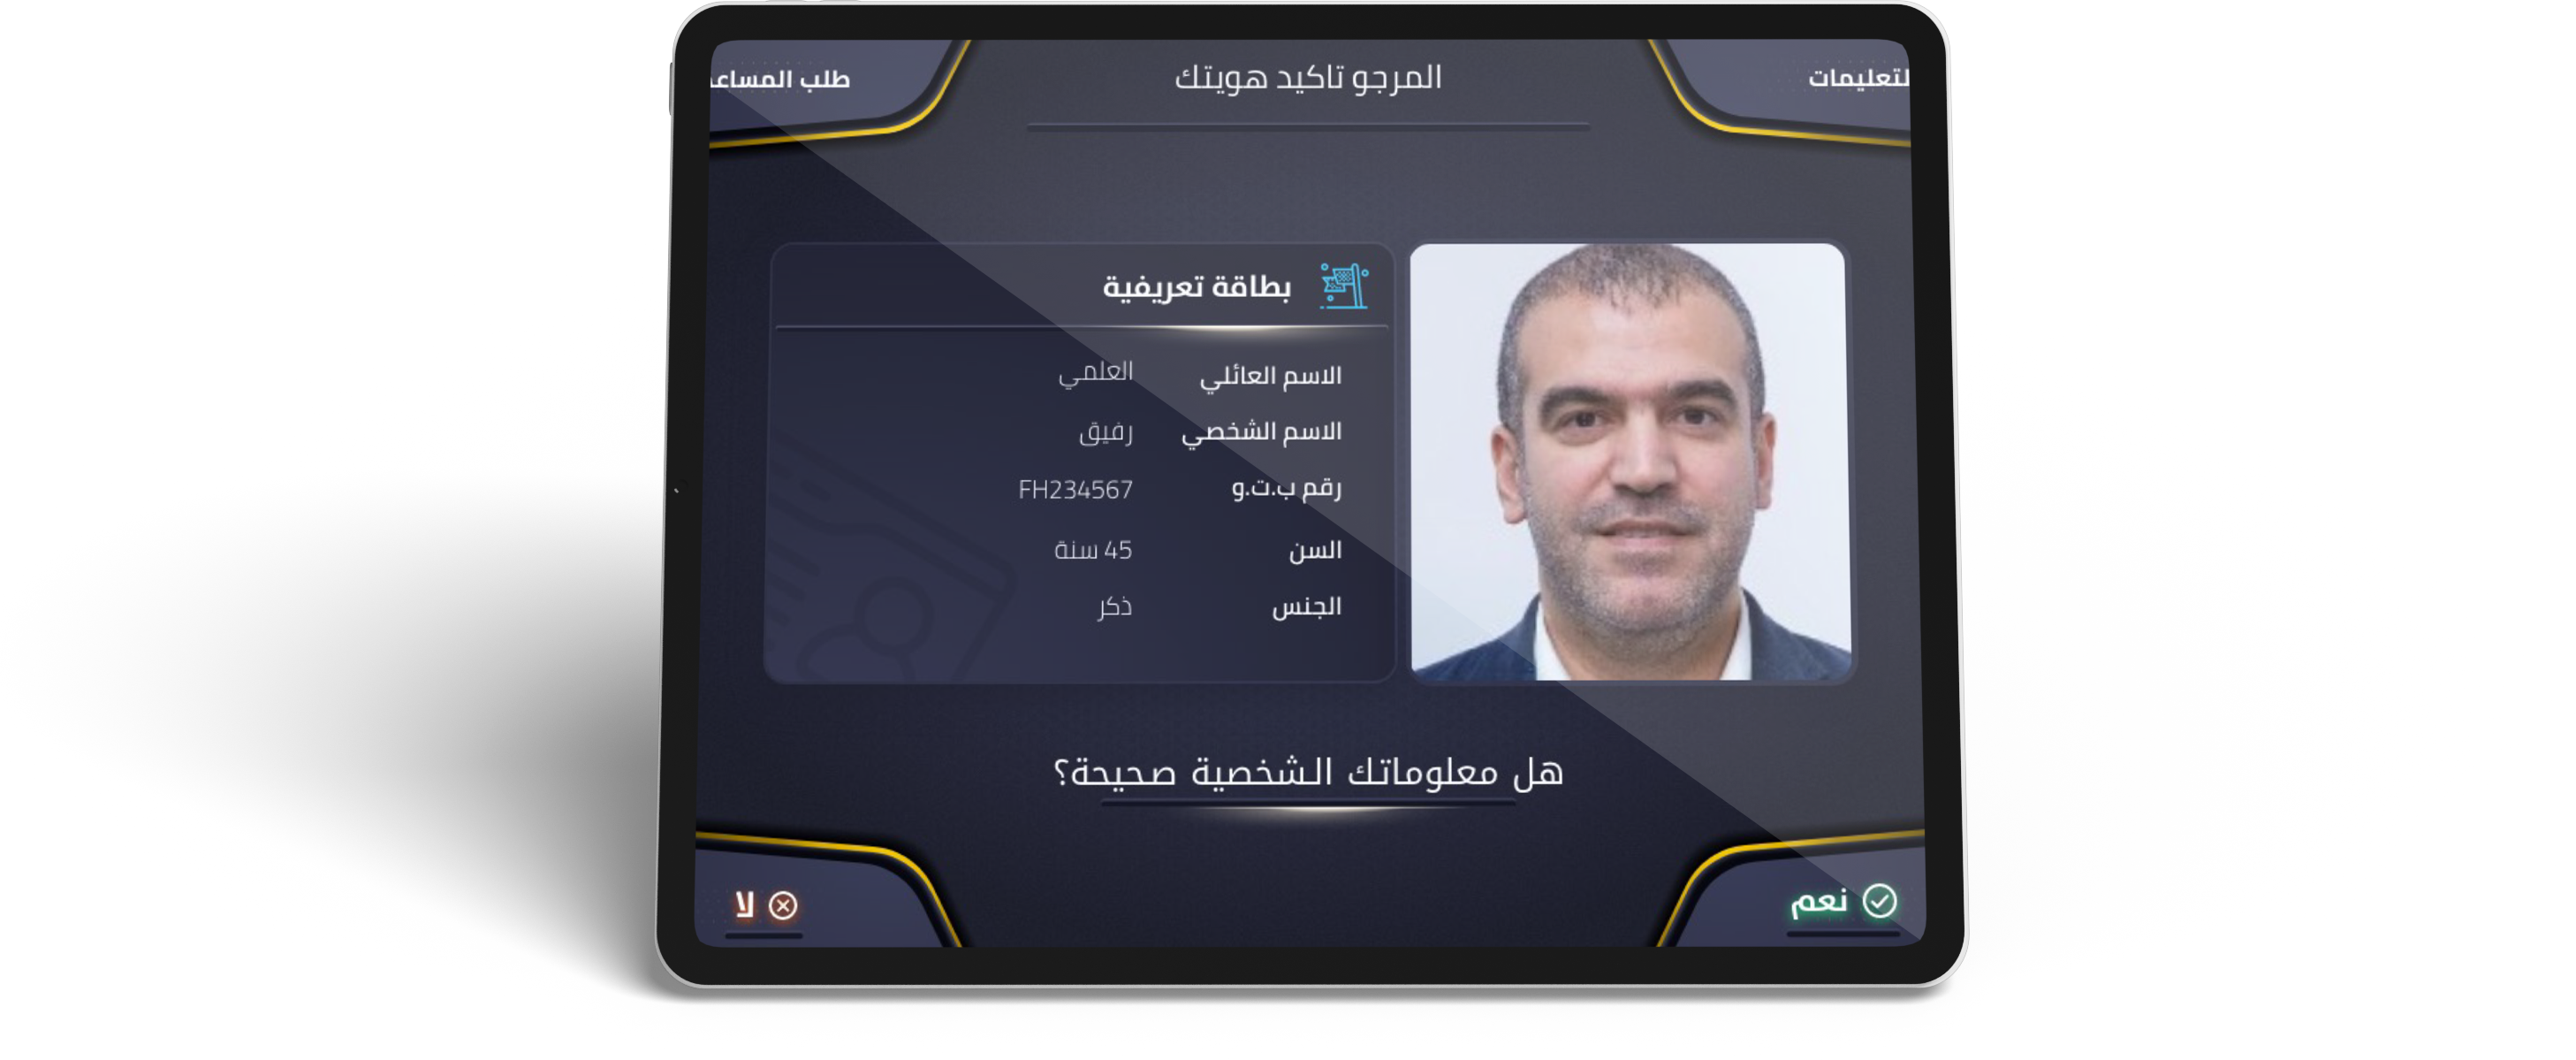 لتعليمات
المرجو تاكيد هويتك
طلب المساعد
بطاقة تعريفية
الاسم العائلي العلمي
الاسم الشخصي رفيق
رقم ب.ت.و FH234567
السن 45 سنة
الجنس ذكر
هل معلوماتك الشخصية صحيحة؟
نعم
لا